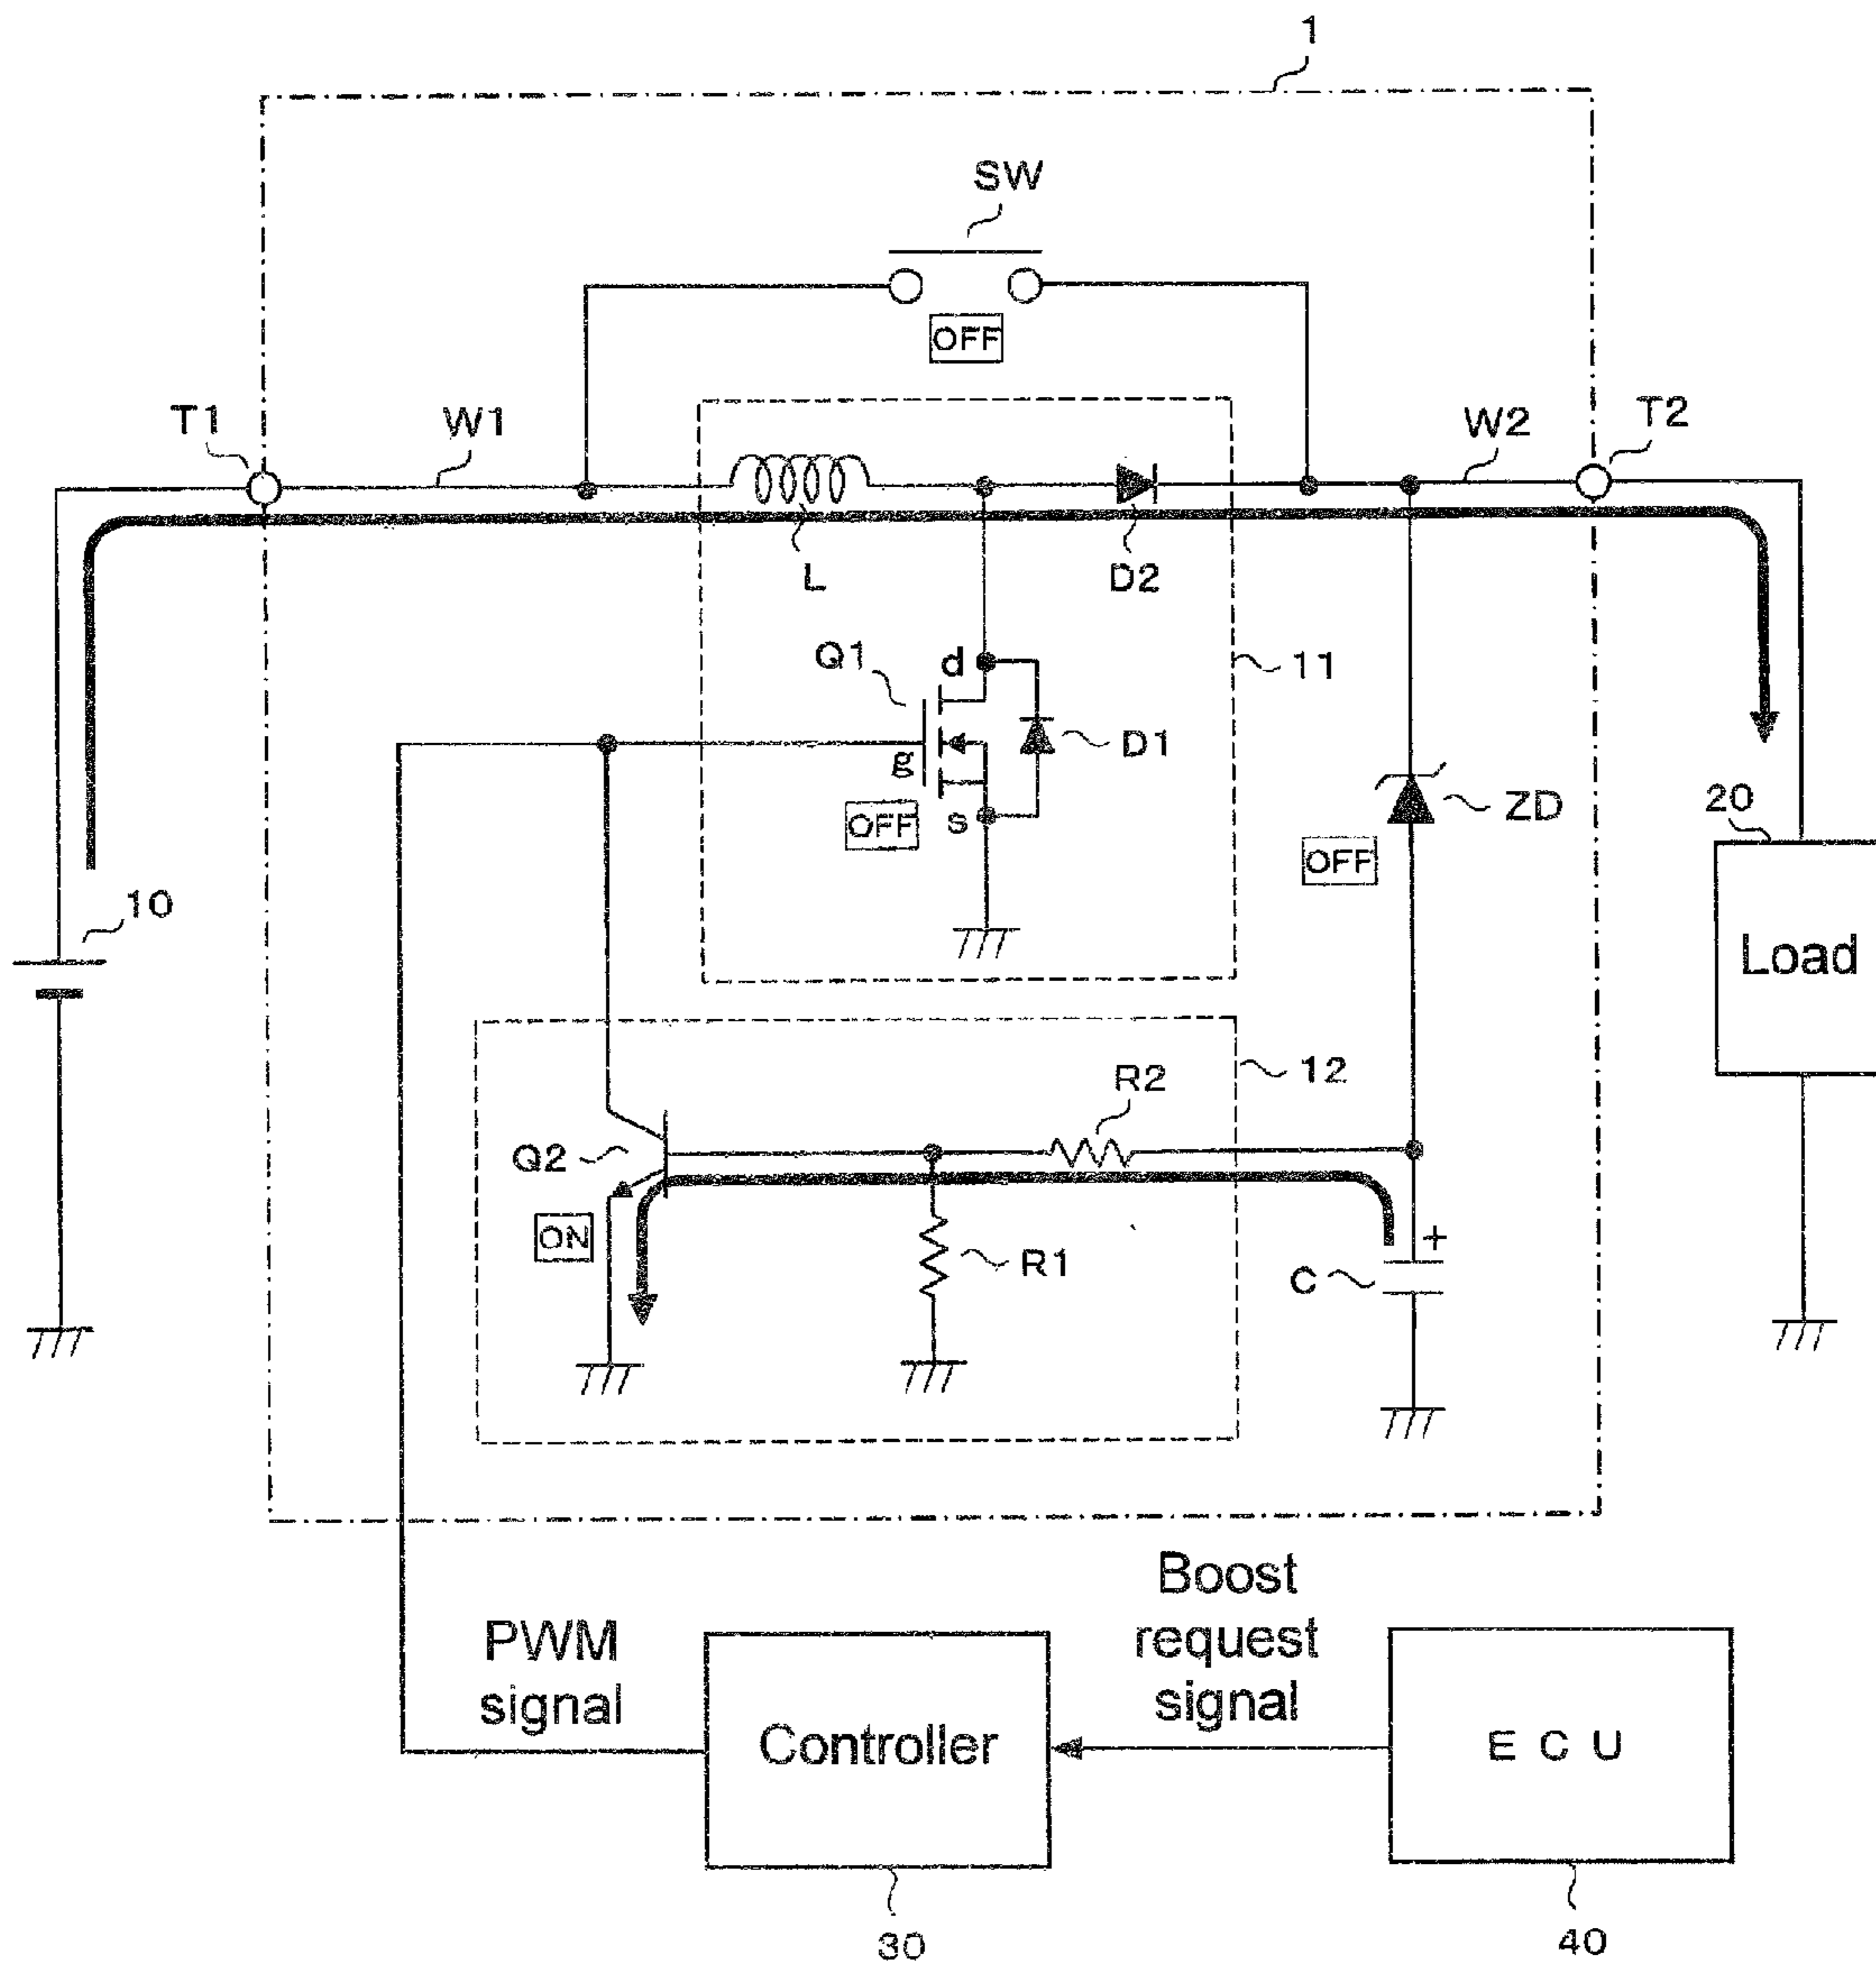 1
SW
OFF
T1
W1
W2
T2
L
D2
Q1
d
11
g
D1
OFF
s
ZD
20
OFF
10
Load
12
R2
Q2
ON
R1
+
C
Boost
request
signal
PWM
signal
Controller
E C U
30
40